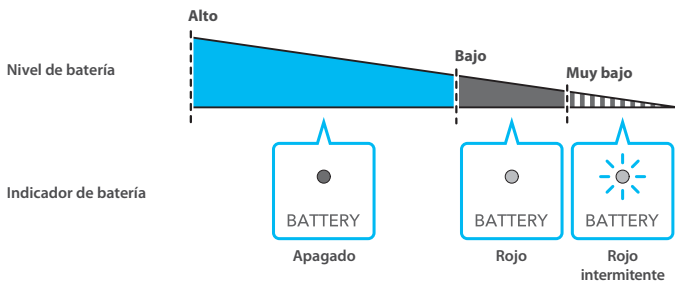 Alto
Bajo
Muy bajo
Nivel de batería
Indicador de batería
BATTERY
BATTERY
BATTERY
Apagado
Rojo
Rojo
intermitente